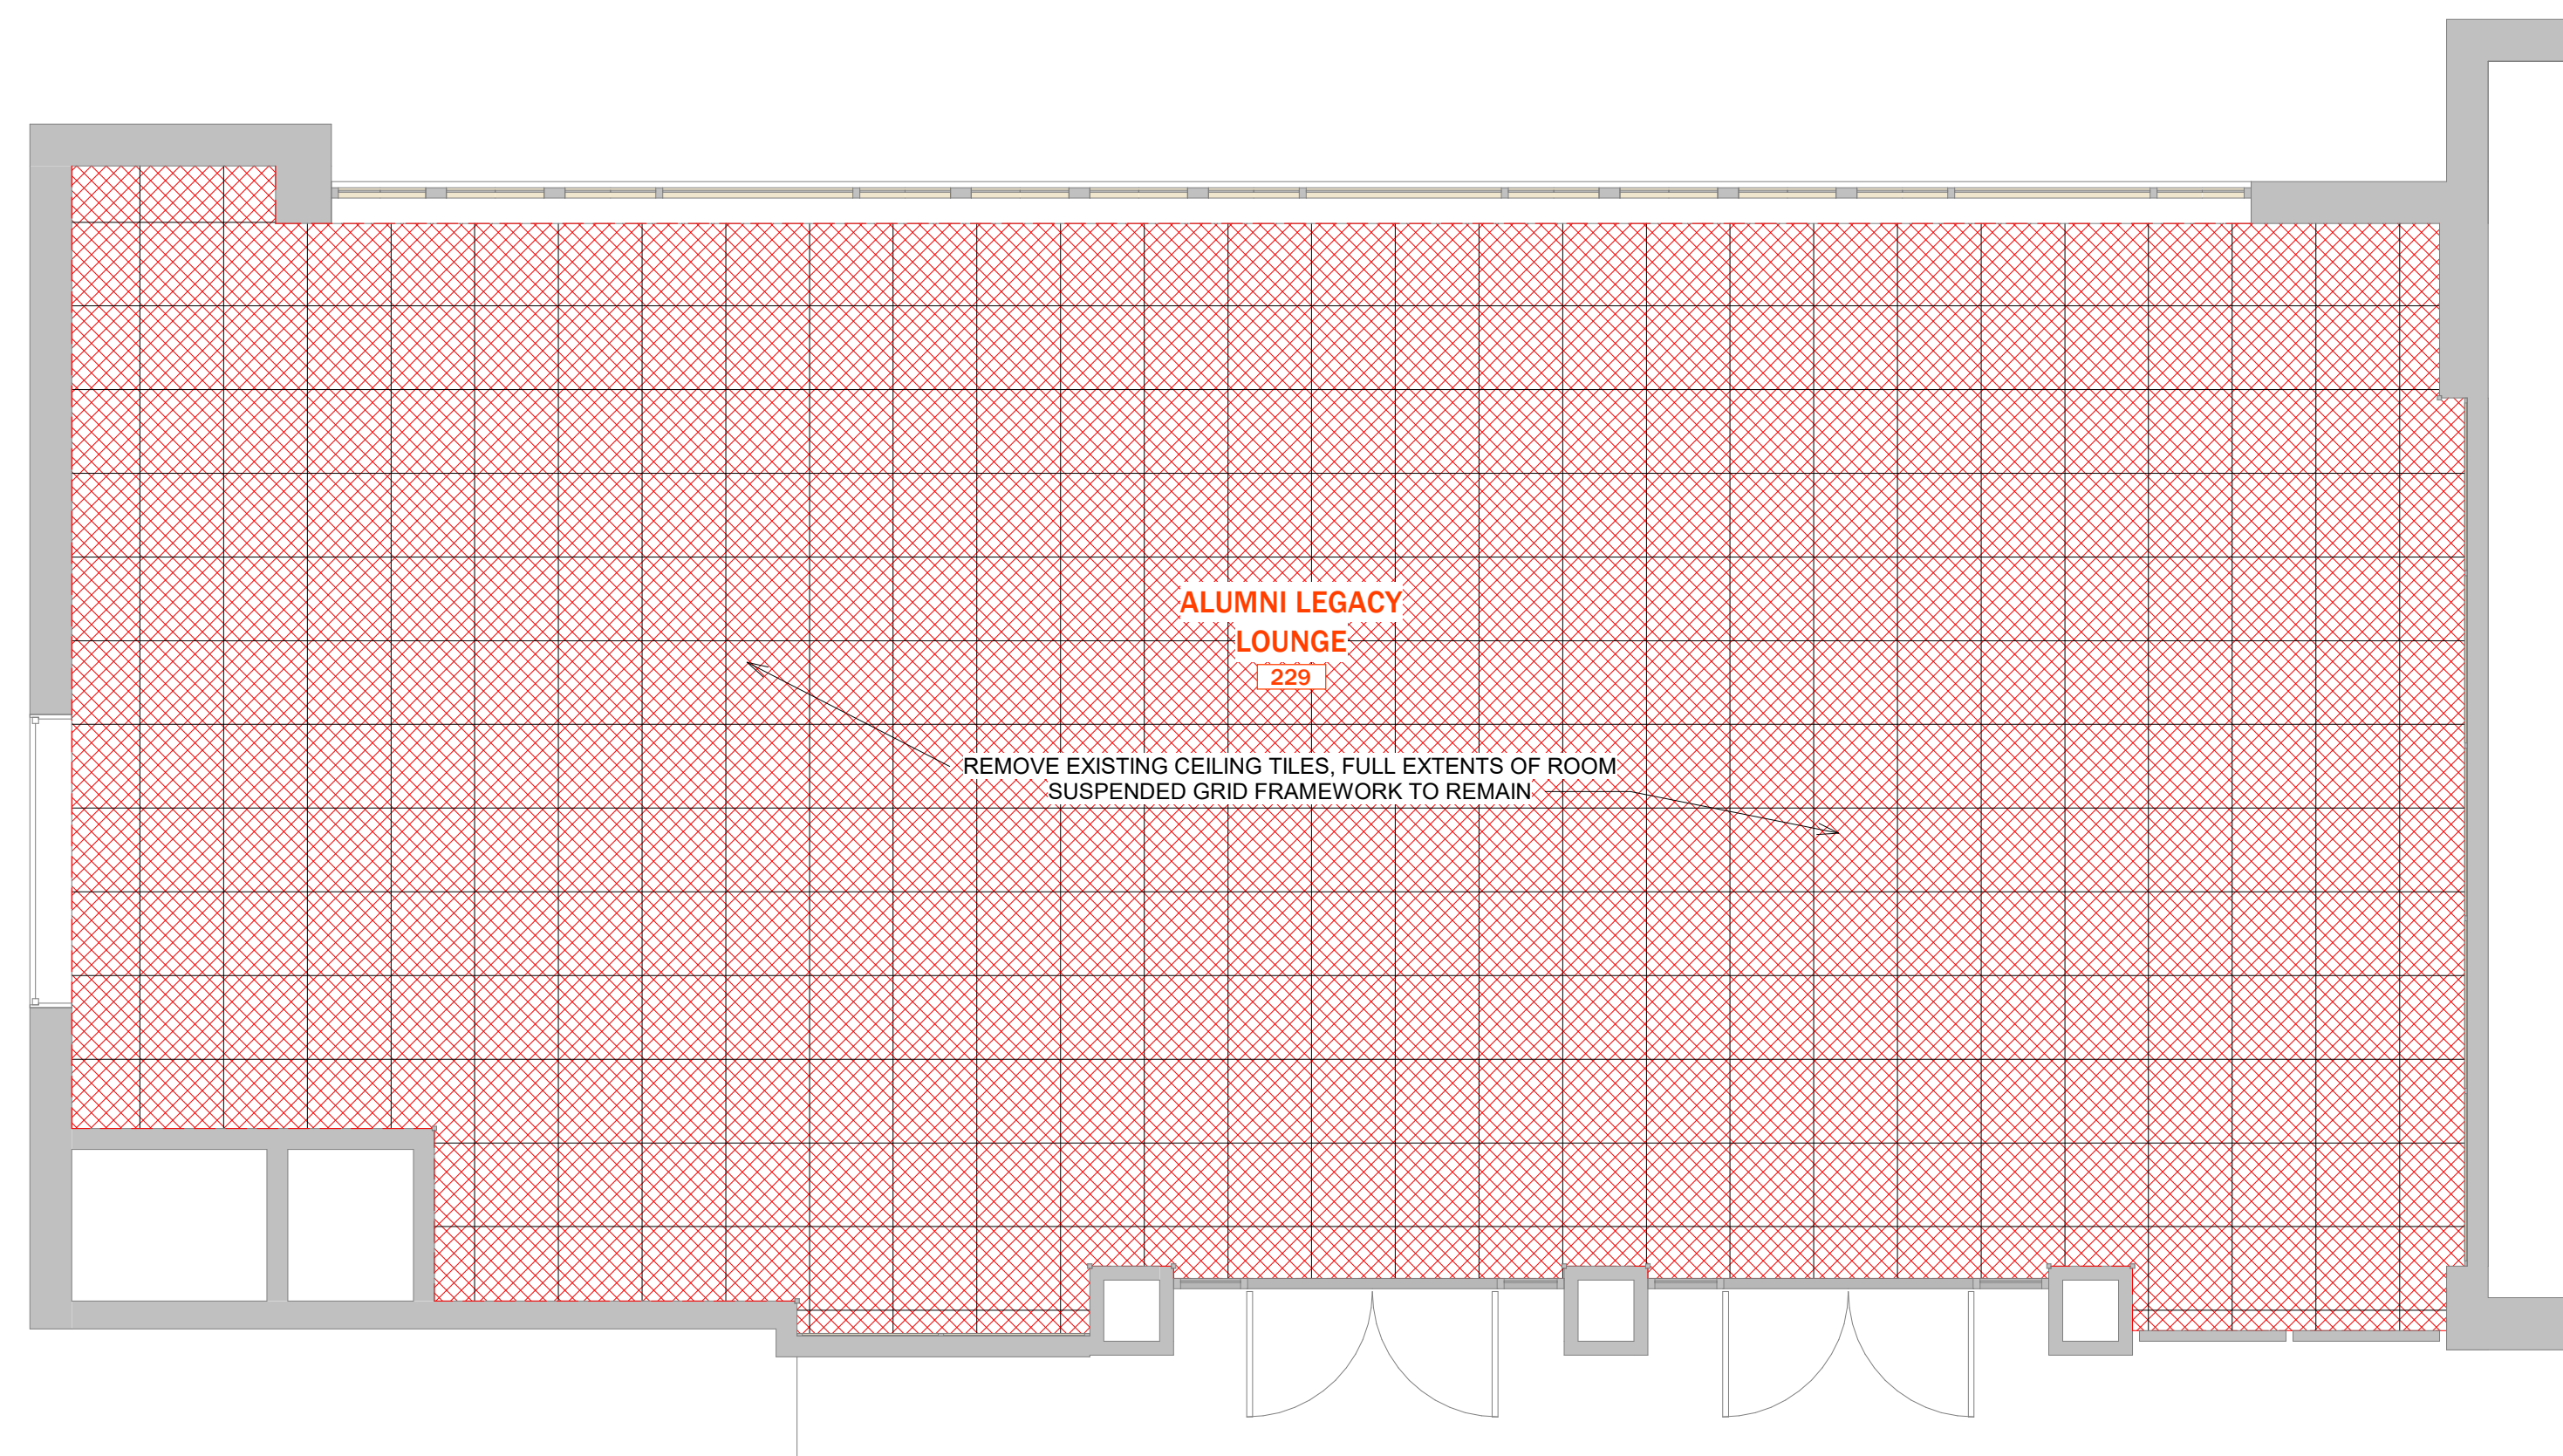 ALUMNI LEGACY
LOUNGE
229
REMOVE EXISTING CEILING TILES, FULL EXTENTS OF ROOM
SUSPENDED GRID FRAMEWORK TO REMAIN